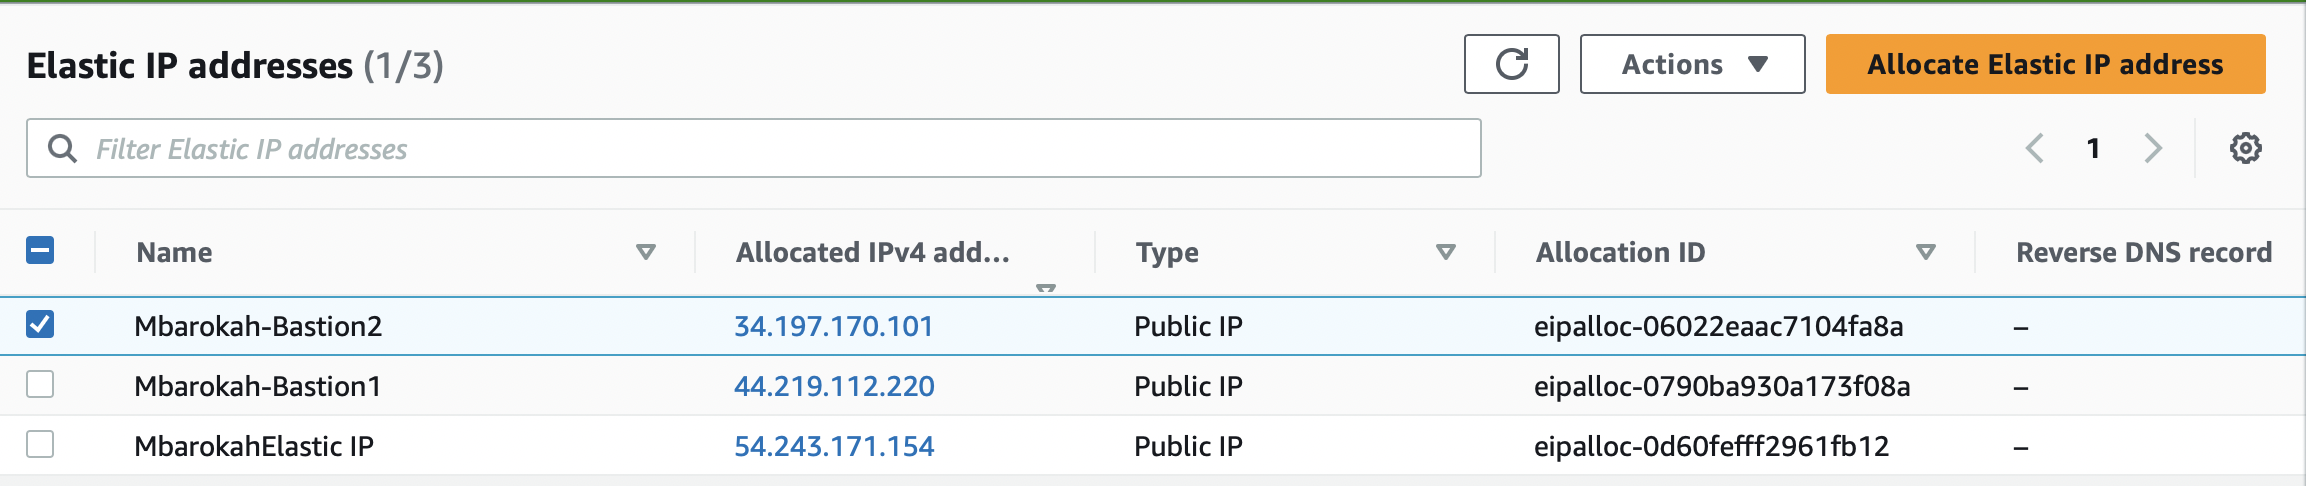 Elastic IP addresses (1/3)
Actions
Allocate Elastic IP address
Filter Elastic IP addresses
1
Name Allocated IPv4 add... Type Allocation ID Reverse DNS record
Mbarokah-Bastion2 34.197.170.101 Public IP eipalloc-06022eaac7104fa8a –
Mbarokah-Bastion1 44.219.112.220 Public IP eipalloc-0790ba930a173f08a –
MbarokahElastic IP 54.243.171.154 Public IP eipalloc-0d60fefff2961fb12 –